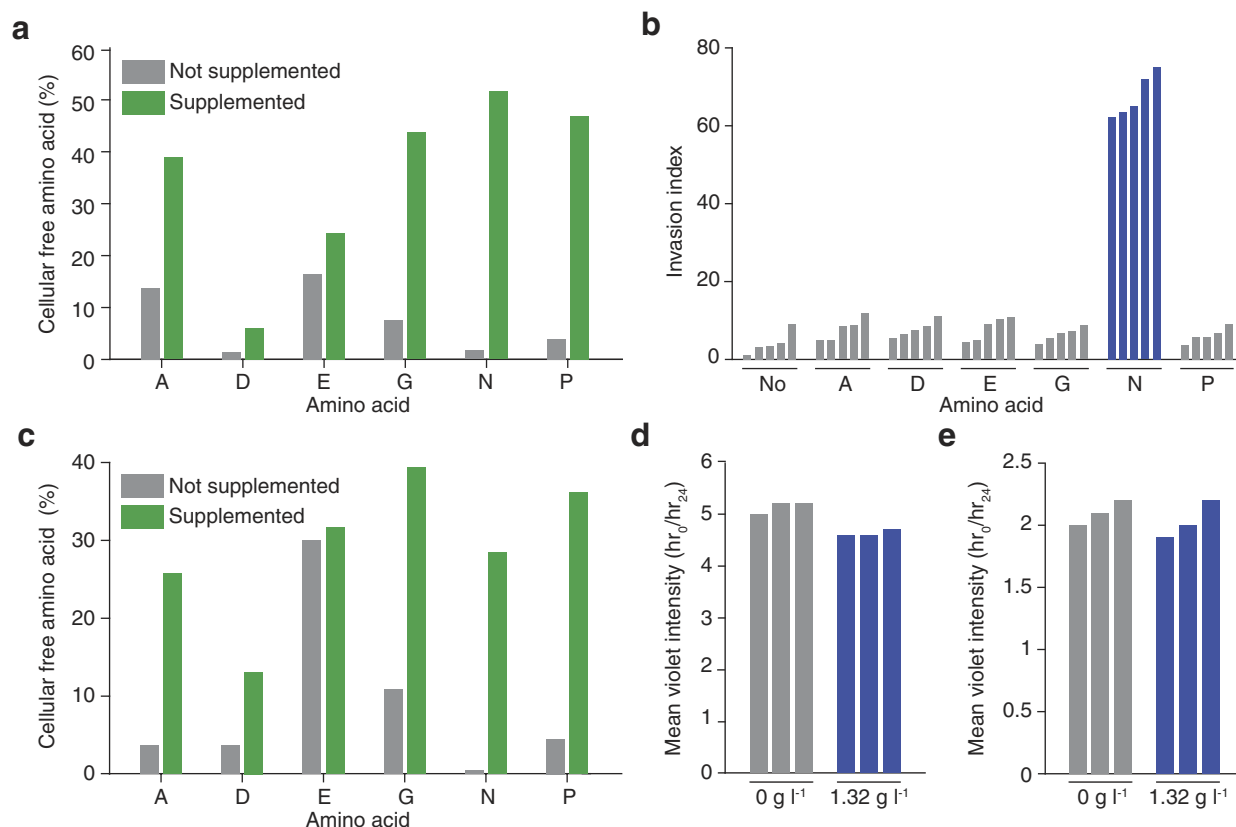 a
60
50
40
30
20
10
0
Cellular free amino acid (%)
Not supplemented
Supplemented
A D E G N P
Amino acid
b
80
60
40
20
0
Invasion index
No A D E G N P
Amino acid
c
40
30
20
10
0
Cellular free amino acid (%)
Not supplemented
Supplemented
A D E G N P
Amino acid
d
6
5
4
3
2
1
0
Mean violet intensity (hr₀/hr₂₄)
0 g l⁻¹ 1.32 g l⁻¹
e
2.5
2
1.5
1
0.5
0
Mean violet intensity (hr₀/hr₂₄)
0 g l⁻¹ 1.32 g l⁻¹